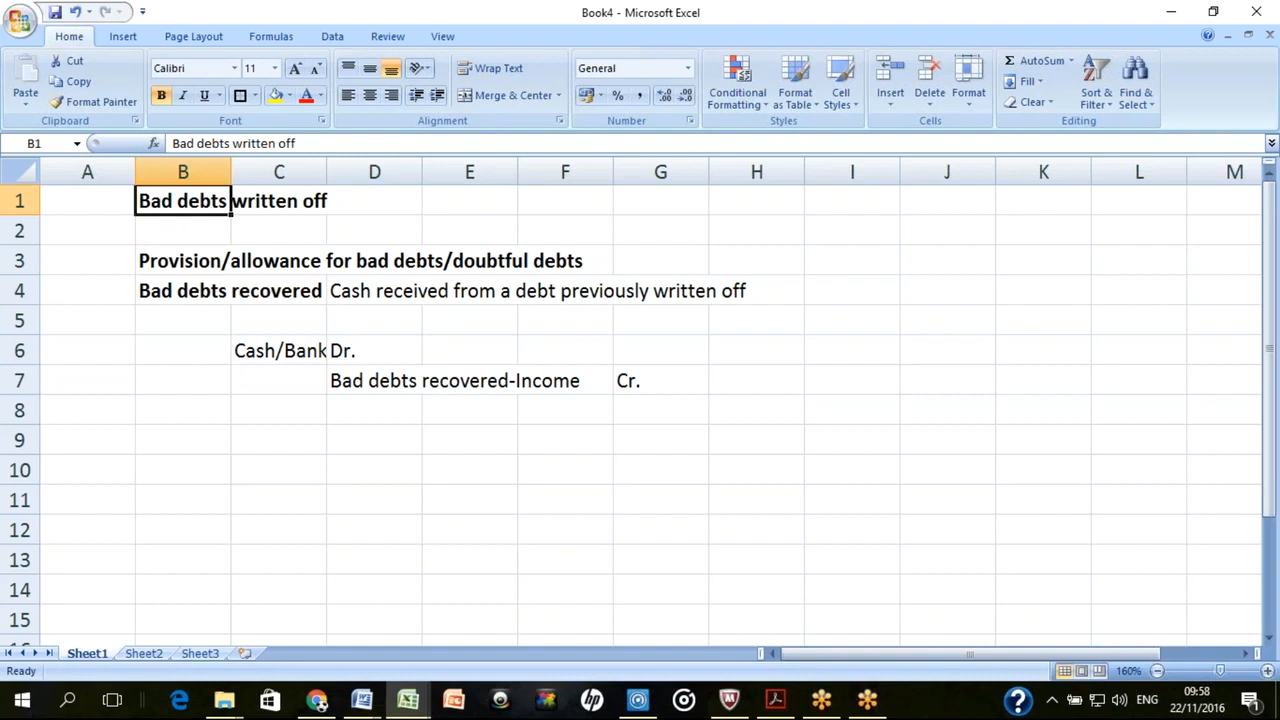 Book4 - Microsoft Excel
Home Insert Page Layout Formulas Data Review View
Paste Cut Copy Format Painter Clipboard
Calibri 11 A A B I U A Font
Wrap Text Merge & Center Alignment
General % , Number
Conditional Formatting Format as Table Cell Styles Styles
Insert Delete Format Cells
Σ AutoSum Fill Clear Sort & Filter Find & Select Editing
B1 fx Bad debts written off
A B C D E F G H I J K L M
1 Bad debts written off
2
3 Provision/allowance for bad debts/doubtful debts
4 Bad debts recovered Cash received from a debt previously written off
5
6 Cash/Bank Dr.
7 Bad debts recovered-Income Cr.
8
9
10
11
12
13
14
15
Sheet1 Sheet2 Sheet3
Ready 160%
ENG 09:58
22/11/2016